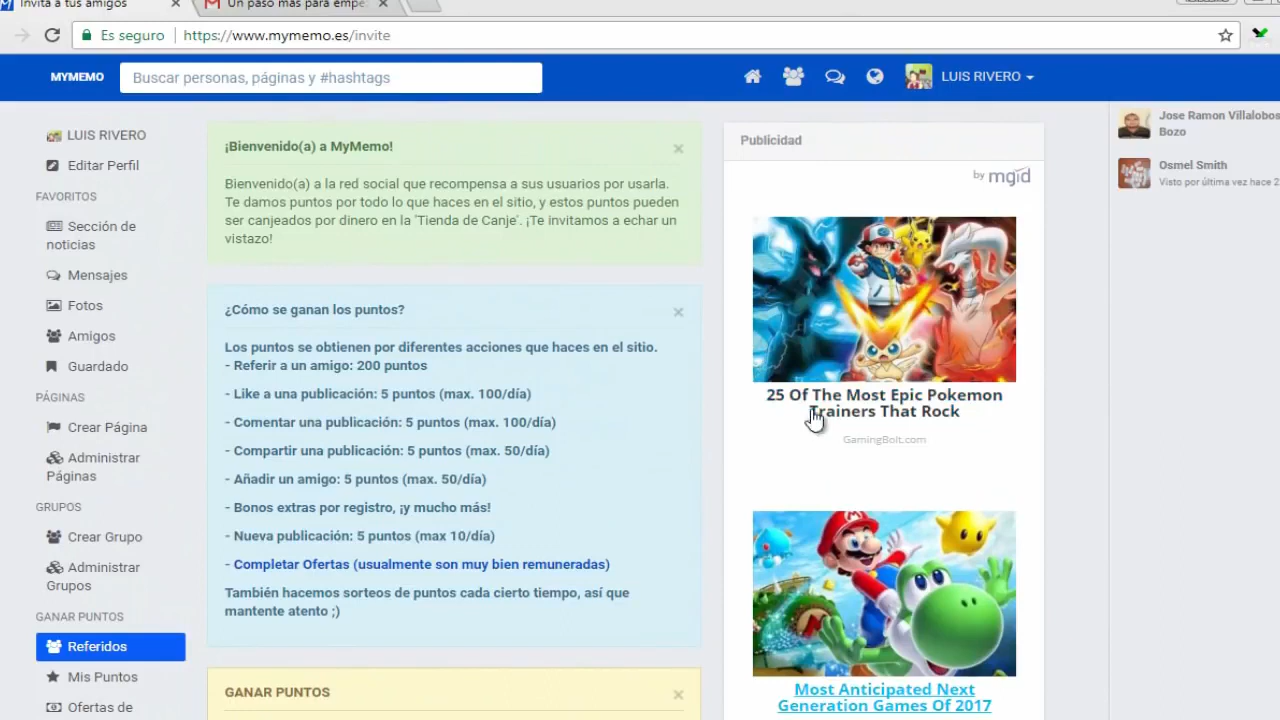 Invita a tus amigos
Un paso más para empe
Es seguro
https://www.mymemo.es/invite
MYMEMO
Buscar personas, páginas y #hashtags
LUIS RIVERO
LUIS RIVERO
Editar Perfil
FAVORITOS
Sección de
noticias
Mensajes
Fotos
Amigos
Guardado
PÁGINAS
Crear Página
Administrar
Páginas
GRUPOS
Crear Grupo
Administrar
Grupos
GANAR PUNTOS
Referidos
Mis Puntos
Ofertas de
¡Bienvenido(a) a MyMemo!
Bienvenido(a) a la red social que recompensa a sus usuarios por usarla.
Te damos puntos por todo lo que haces en el sitio, y estos puntos pueden
ser canjeados por dinero en la 'Tienda de Canje'. ¡Te invitamos a echar un
vistazo!
¿Cómo se ganan los puntos?
Los puntos se obtienen por diferentes acciones que haces en el sitio.
- Referir a un amigo: 200 puntos
- Like a una publicación: 5 puntos (max. 100/día)
- Comentar una publicación: 5 puntos (max. 100/día)
- Compartir una publicación: 5 puntos (max. 50/día)
- Añadir un amigo: 5 puntos (max. 50/día)
- Bonos extras por registro, ¡y mucho más!
- Nueva publicación: 5 puntos (max 10/día)
- Completar Ofertas (usualmente son muy bien remuneradas)
También hacemos sorteos de puntos cada cierto tiempo, así que
mantente atento ;)
GANAR PUNTOS
Publicidad
by mgid
25 Of The Most Epic Pokemon
Trainers That Rock
GamingBolt.com
Most Anticipated Next
Generation Games Of 2017
Jose Ramon Villalobos
Bozo
Osmel Smith
Visto por última vez hace 2